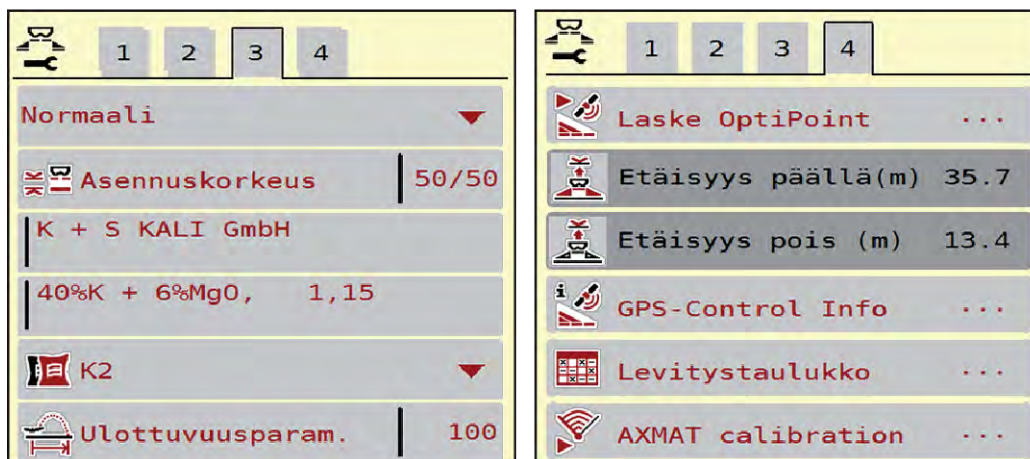 1 2 3 4
Normaali
Asennuskorkeus 50/50
K + S KALI GmbH
40%K + 6%MgO, 1,15
K2
Ulottuvuusparam. 100
1 2 3 4
Laske OptiPoint ...
Etäisyys päällä(m) 35.7
Etäisyys pois (m) 13.4
GPS-Control Info ...
Levitystaulukko ...
AXMAT calibration ...